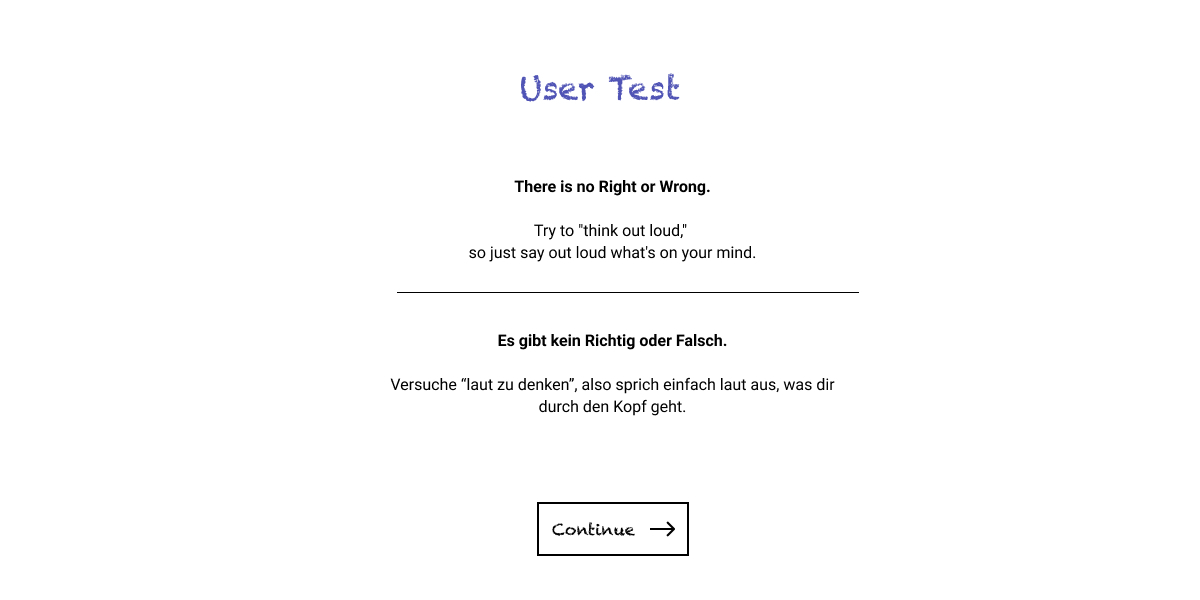 User Test
There is no Right or Wrong.
Try to "think out loud,"
so just say out loud what's on your mind.
Es gibt kein Richtig oder Falsch.
Versuche “laut zu denken”, also sprich einfach laut aus, was dir
durch den Kopf geht.
Continue